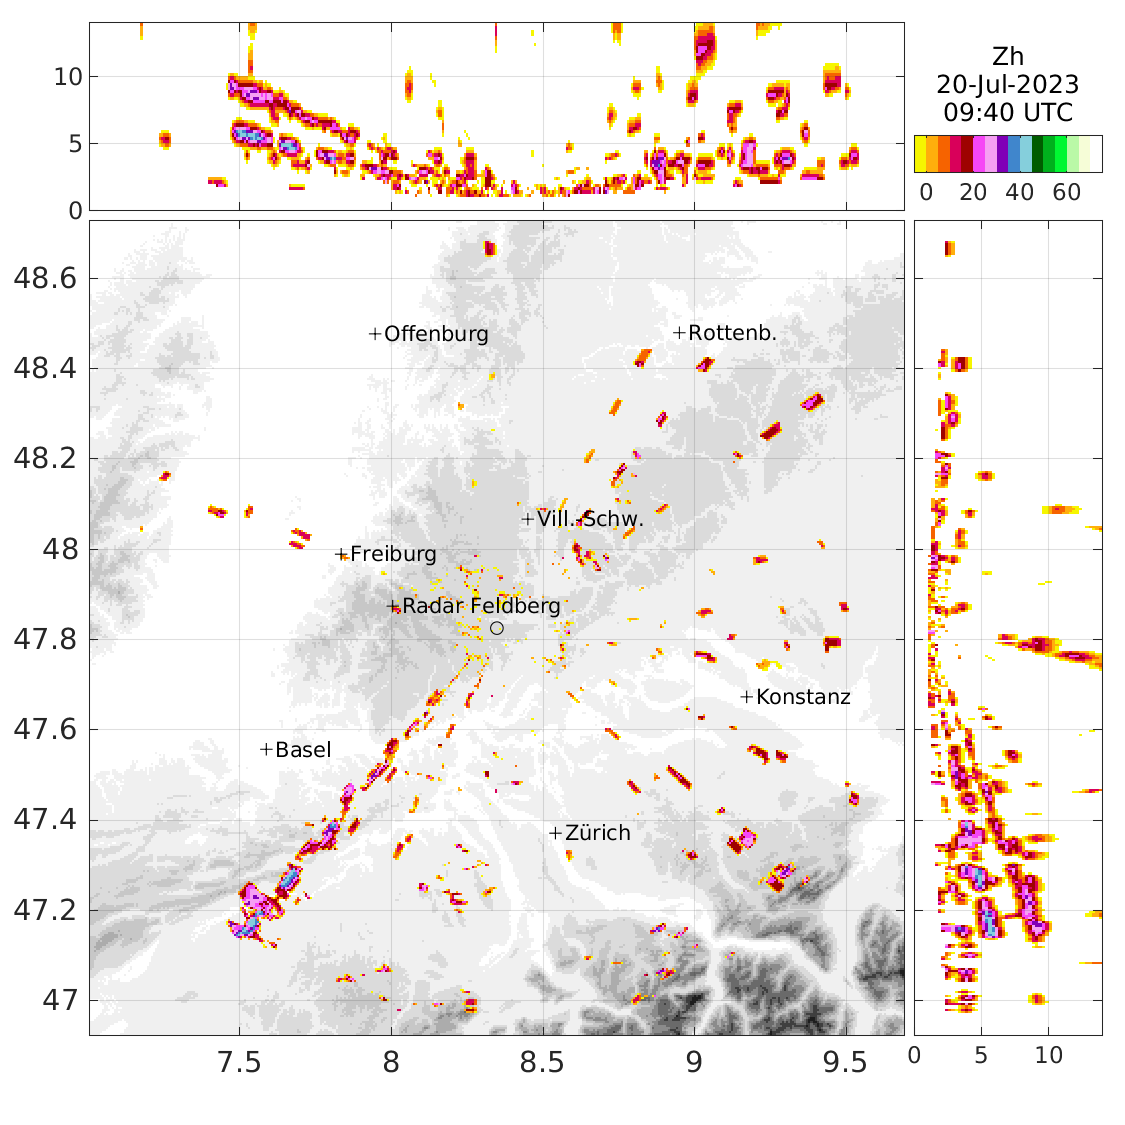 10
5
0
Zh
20-Jul-2023
09:40 UTC
0 20 40 60
48.6
48.4
48.2
48
47.8
47.6
47.4
47.2
47
+Offenburg
+Rottenb.
+Vill.-Schw.
+Freiburg
+Radar Feldberg
+Konstanz
+Basel
+Zürich
7.5 8 8.5 9 9.5
0 5 10